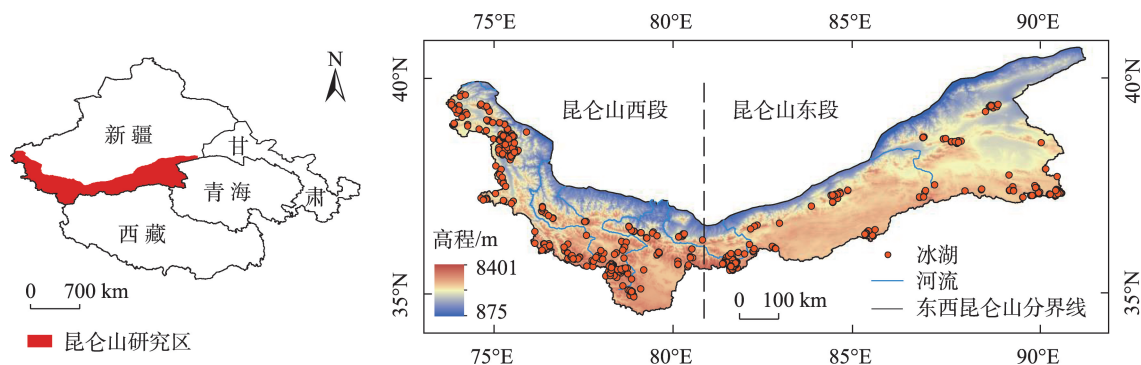 新疆
甘
肃
青海
西藏
N
0 700 km
昆仑山研究区
75°E 80°E 85°E 90°E
40°N 40°N
昆仑山西段 昆仑山东段
高程/m
8401
875
冰湖
河流
东西昆仑山分界线
0 100 km
35°N 35°N
75°E 80°E 85°E 90°E